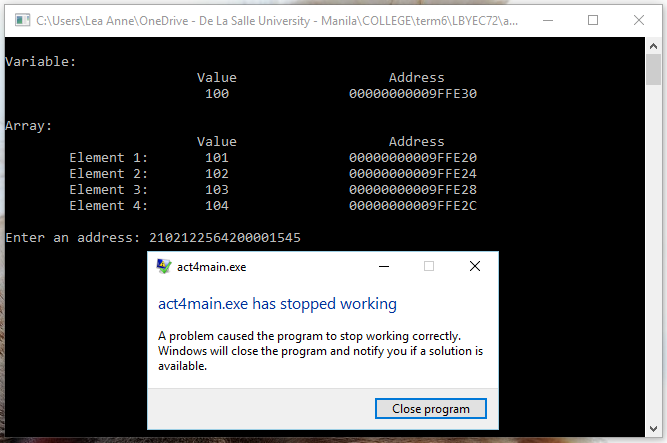 C:\Users\Lea Anne\OneDrive - De La Salle University - Manila\COLLEGE\term6\LBYEC72\a...
Variable:
Value Address
100 00000000009FFE30
Array:
Value Address
Element 1: 101 00000000009FFE20
Element 2: 102 00000000009FFE24
Element 3: 103 00000000009FFE28
Element 4: 104 00000000009FFE2C
Enter an address: 2102122564200001545
act4main.exe
act4main.exe has stopped working
A problem caused the program to stop working correctly.
Windows will close the program and notify you if a solution is
available.
Close program